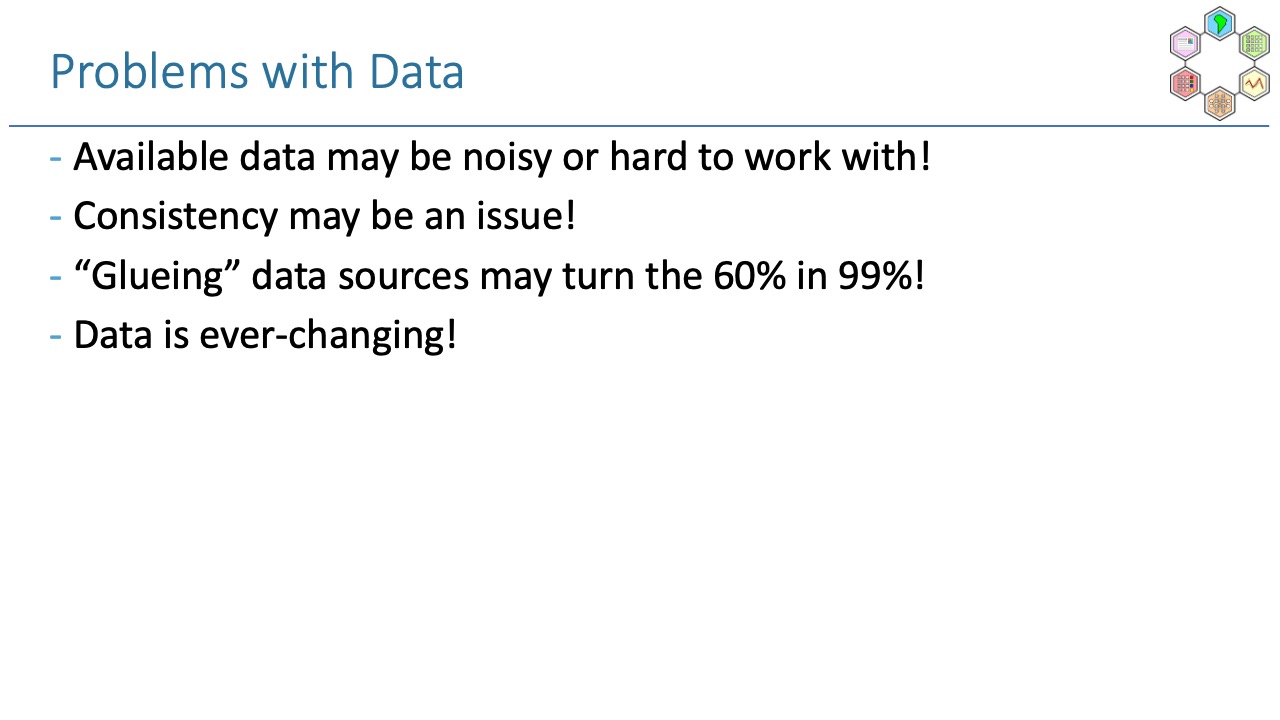 Problems with Data
- Available data may be noisy or hard to work with!
- Consistency may be an issue!
- “Glueing” data sources may turn the 60% in 99%!
- Data is ever-changing!